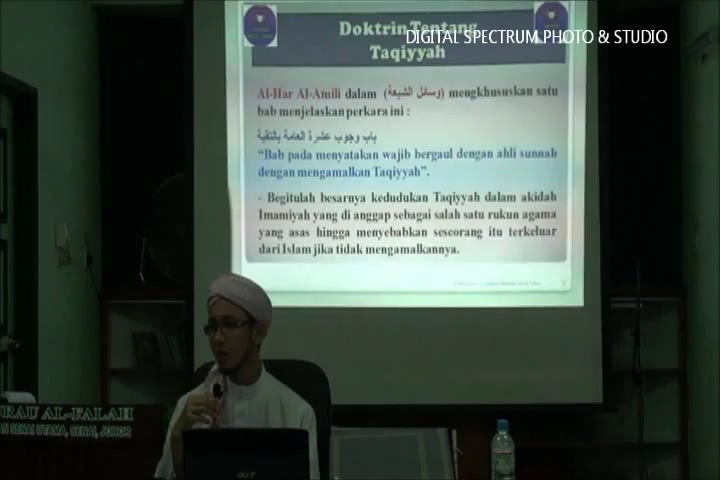 DIGITAL SPECTRUM PHOTO & STUDIO
Doktrin Tentang
Taqiyyah
Al-Har Al-Amili dalam (وسائل الشيعة) mengkhususkan satu
bab menjelaskan perkara ini :
باب وجوب عشرة العامة بالتقية
“Bab pada menyatakan wajib bergaul dengan ahli sunnah
dengan mengamalkan Taqiyyah”.
- Begitulah besarnya kedudukan Taqiyyah dalam akidah
Imamiyah yang di anggap sebagai salah satu rukun agama
yang asas hingga menyebabkan seseorang itu terkeluar
dari Islam jika tidak mengamalkannya.
RAU AL-FALAH
N SENAI UTAMA, SENAI, JOHOR